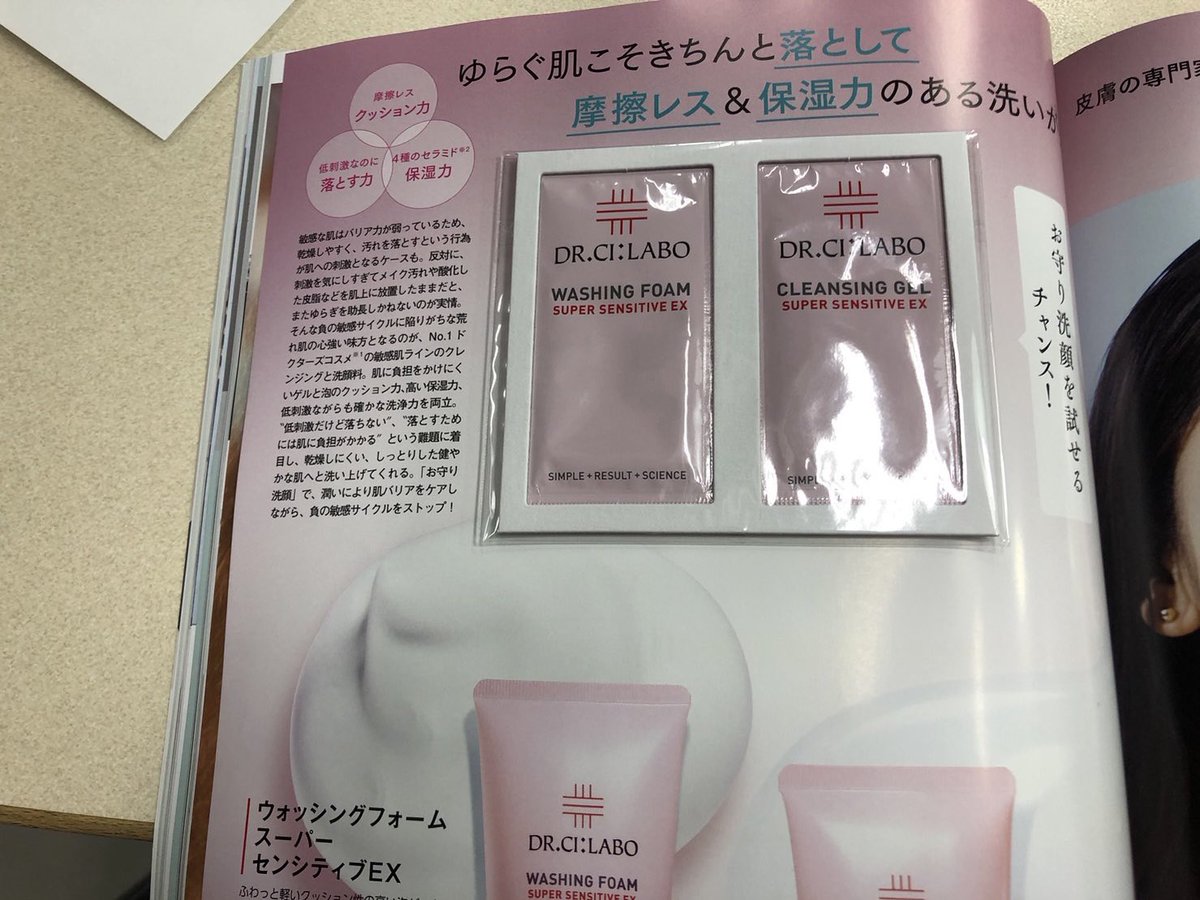 ゆらぐ肌こそきちんと落として
摩擦レス＆保湿力のある洗いが
摩擦レス
クッション力
低刺激なのに
落とす力
4種のセラミド※2
保湿力
敏感な肌はバリア力が弱っているため、
乾燥しやすく、汚れを落とすという行為
が肌への刺激となるケースも。反対に、
刺激を気にしすぎてメイク汚れや酸化し
た皮脂などを肌上に放置したままだと、
またゆらぎを助長しかねないのが実情。
そんな負の敏感サイクルに陥りがちな荒
れ肌の心強い味方となるのが、No.1 ド
クターズコスメ※1の敏感肌ラインのクレ
ンジングと洗顔料。肌に負担をかけにく
いゲルと泡のクッション力、高い保湿力、
低刺激ながらも確かな洗浄力を両立。
“低刺激だけど落ちない”、“落とすため
には肌に負担がかかる” という難題に着
目し、乾燥しにくい、しっとりした健や
かな肌へと洗い上げてくれる。「お守り
洗顔」で、潤いにより肌バリアをケアし
ながら、負の敏感サイクルをストップ！
DR.CI:LABO
WASHING FOAM
SUPER SENSITIVE EX
SIMPLE + RESULT + SCIENCE
DR.CI:LABO
CLEANSING GEL
SUPER SENSITIVE EX
お守り洗顔を試せる
チャンス！
皮膚の専門家
ウォッシングフォーム
スーパー
センシティブEX
DR.CI:LABO
WASHING FOAM
SUPER SENSITIVE EX